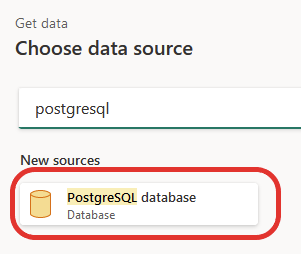 Get data
Choose data source
postgresql
New sources
PostgreSQL database
Database